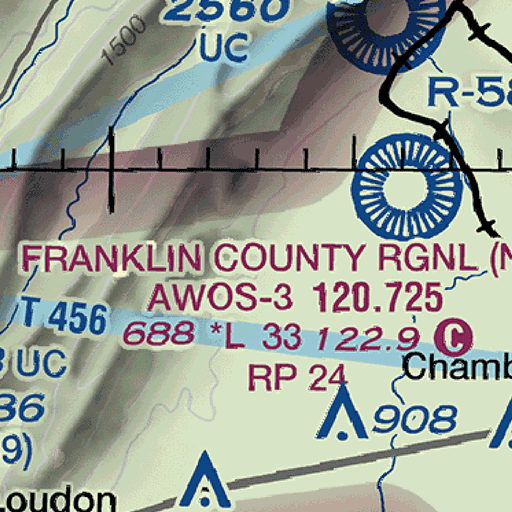 2560
UC
1500
R-58
FRANKLIN COUNTY RGNL (N
AWOS-3 120.725
T 456
688 *L 33 122.9 C
UC
Chamb
36
RP 24
908
9)
Loudon